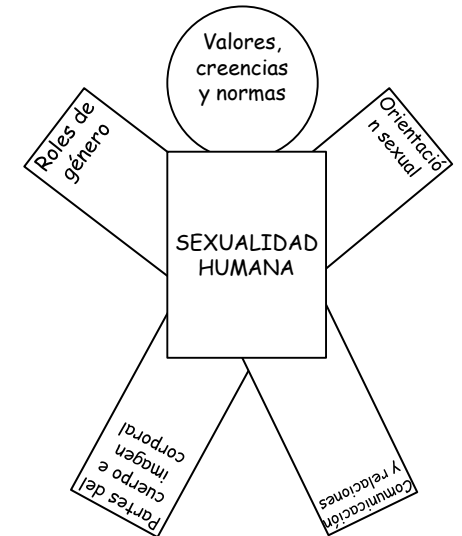 Valores,
creencias
y normas
Roles de
género
Orientació
n sexual
SEXUALIDAD
HUMANA
Partes del
cuerpo e
imagen
corporal
Comunicación
y relaciones